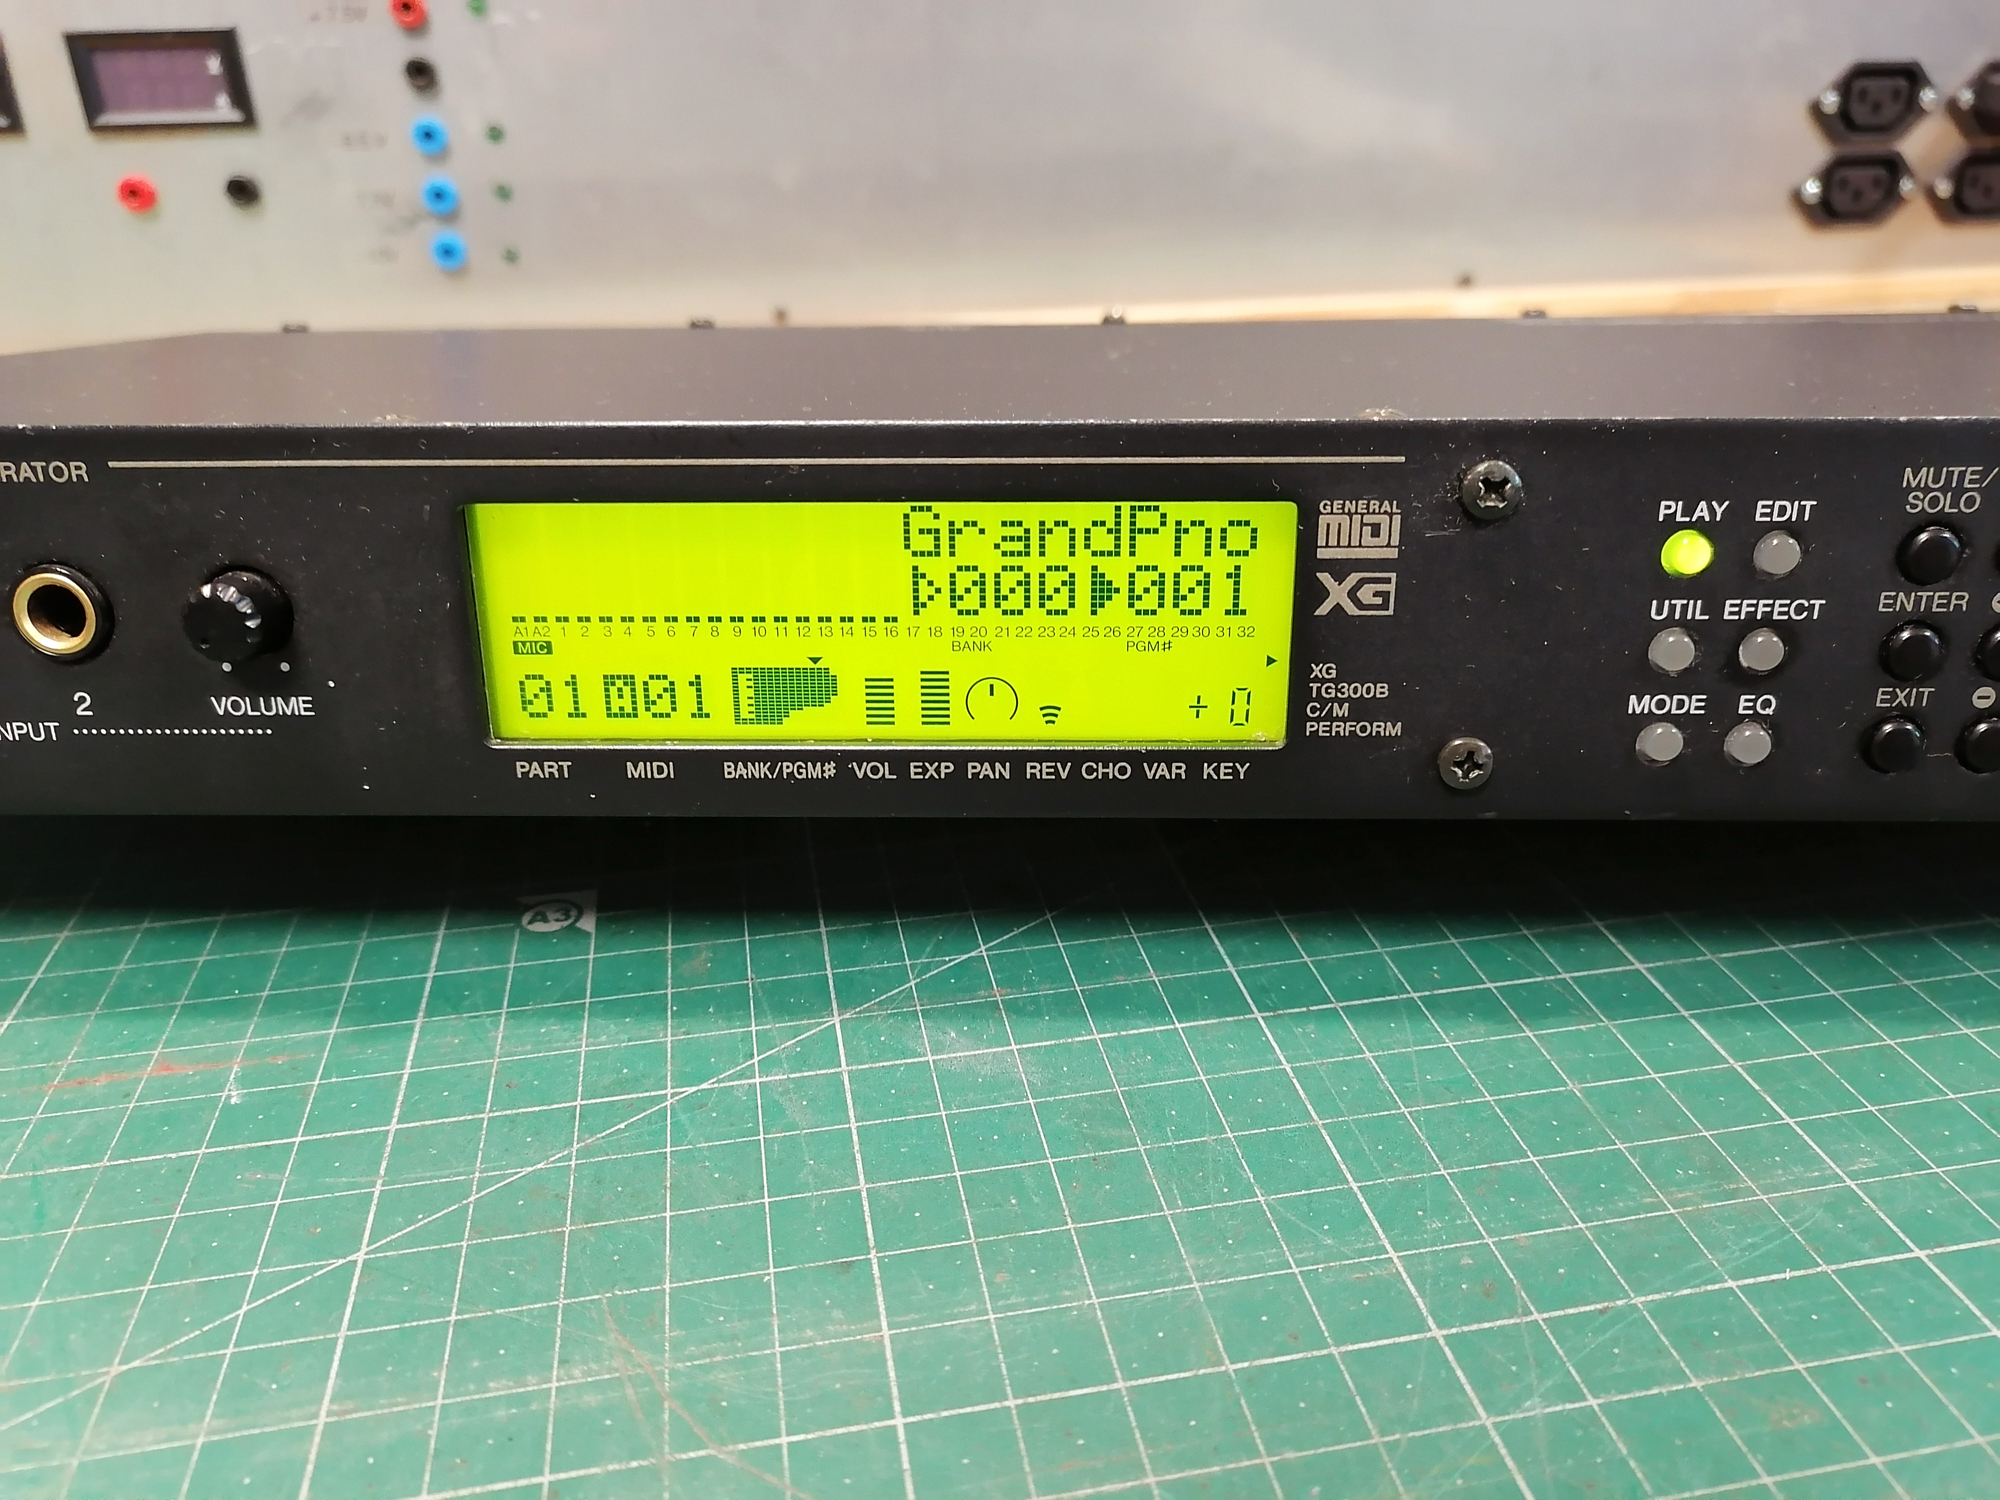 RATOR
2
NPUT
VOLUME
GrandPno
000 001
A1 A2 1 2 3 4 5 6 7 8 9 10 11 12 13 14 15 16 17 18 19 20 21 22 23 24 25 26 27 28 29 30 31 32
MIC BANK PGM#
01 A01 + 0
PART MIDI BANK/PGM# VOL EXP PAN REV CHO VAR KEY
GENERAL
MIDI
XG
XG
TG300B
C/M
PERFORM
PLAY EDIT
UTIL EFFECT
MODE EQ
MUTE/
SOLO
ENTER
EXIT
A3